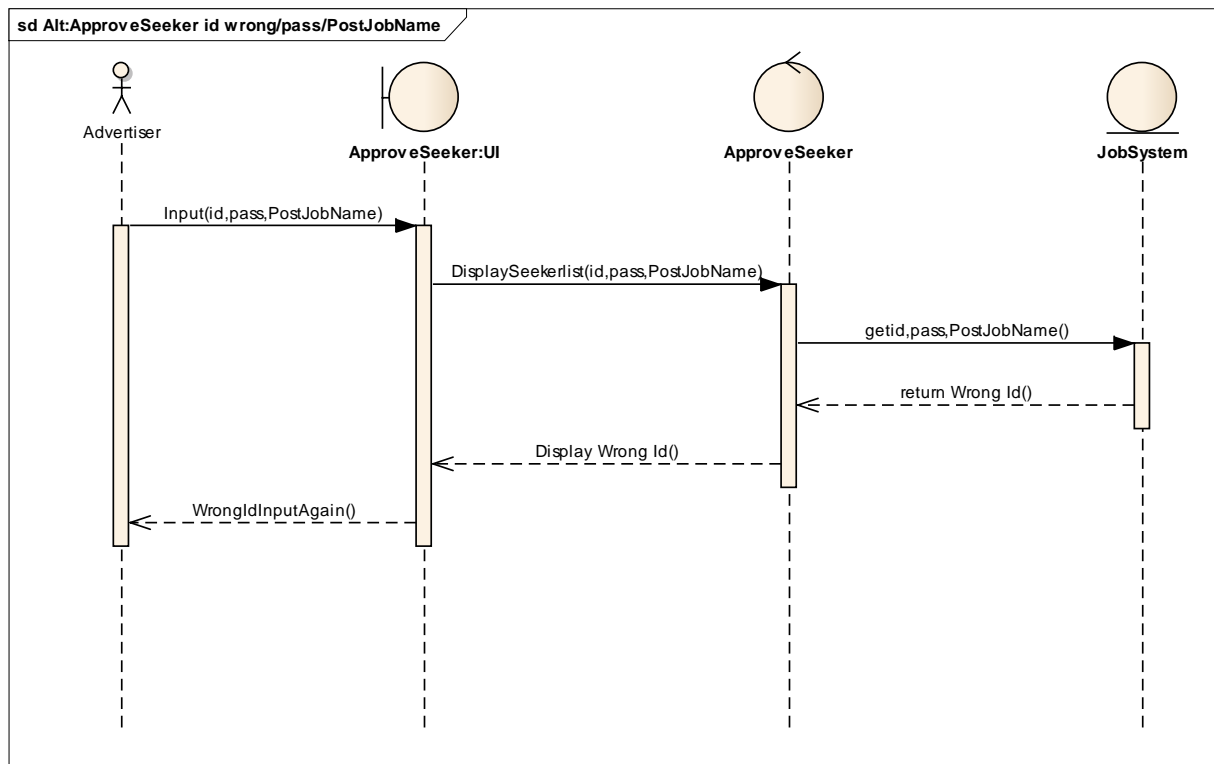 sd Alt:ApproveSeeker id wrong/pass/PostJobName
Advertiser
ApproveSeeker:UI
ApproveSeeker
JobSystem
Input(id,pass,PostJobName)
DisplaySeekerlist(id,pass,PostJobName)
getid,pass,PostJobName()
return Wrong Id()
Display Wrong Id()
WrongIdInputAgain()